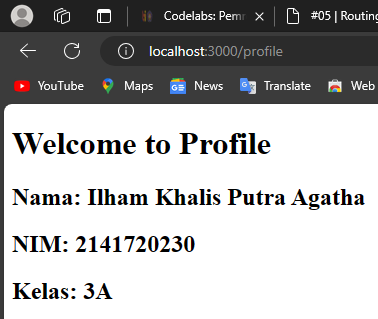 Codelabs: Pemr
#05 | Routing
localhost:3000/profile
YouTube
Maps
News
Translate
Web
Welcome to Profile
Nama: Ilham Khalis Putra Agatha
NIM: 2141720230
Kelas: 3A